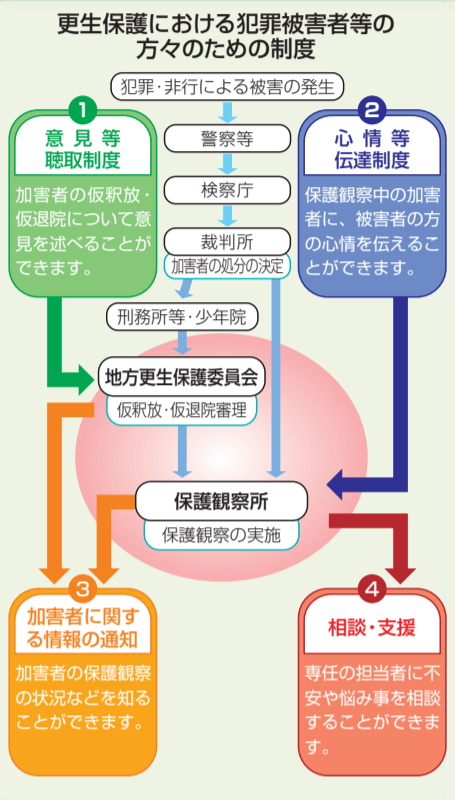 更生保護における犯罪被害者等の
方々のための制度
犯罪・非行による被害の発生
警察等
検察庁
裁判所
加害者の処分の決定
刑務所等・少年院
地方更生保護委員会
仮釈放・仮退院審理
保護観察所
保護観察の実施
1
意見等
聴取制度
加害者の仮釈放・
仮退院について意
見を述べることが
できます。
2
心情等
伝達制度
保護観察中の加害
者に、被害者の方
の心情を伝えるこ
とができます。
3
加害者に関す
る情報の通知
加害者の保護観察
の状況などを知る
ことができます。
4
相談・支援
専任の担当者に不
安や悩み事を相談
することができま
す。